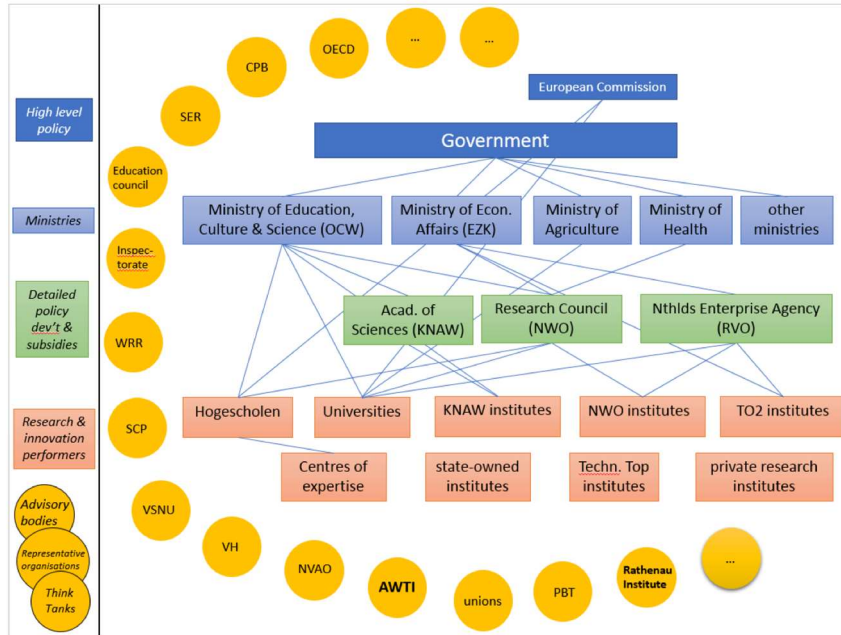 High level
policy
Ministries
Detailed
policy
dev't &
subsidies
Research &
innovation
performers
Advisory
bodies
Representative
organisations
Think
Tanks
Education
council
SER
CPB
OECD
...
...
European Commission
Government
Ministry of Education,
Culture & Science (OCW)
Ministry of Econ.
Affairs (EZK)
Ministry of
Agriculture
Ministry of
Health
other
ministries
Inspec-
torate
WRR
SCP
Acad. of
Sciences (KNAW)
Research Council
(NWO)
Nthlds Enterprise Agency
(RVO)
Hogescholen
Universities
KNAW institutes
NWO institutes
TO2 institutes
Centres of
expertise
state-owned
institutes
Techn. Top
institutes
private research
institutes
VSNU
VH
NVAO
AWTI
unions
PBT
Rathenau
Institute
...